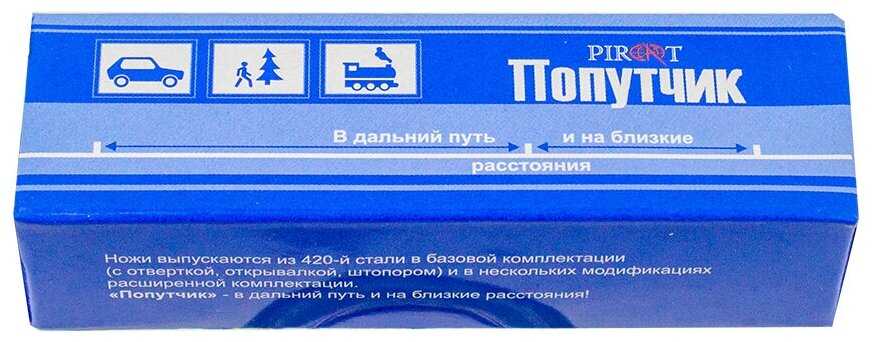 PIRAT
Попутчик
В дальний путь и на близкие
расстояния
Ножи выпускаются из 420-й стали в базовой комплектации
(с отверткой, открывалкой, штопором) и в нескольких модификациях
расширенной комплектации.
«Попутчик» - в дальний путь и на близкие расстояния!